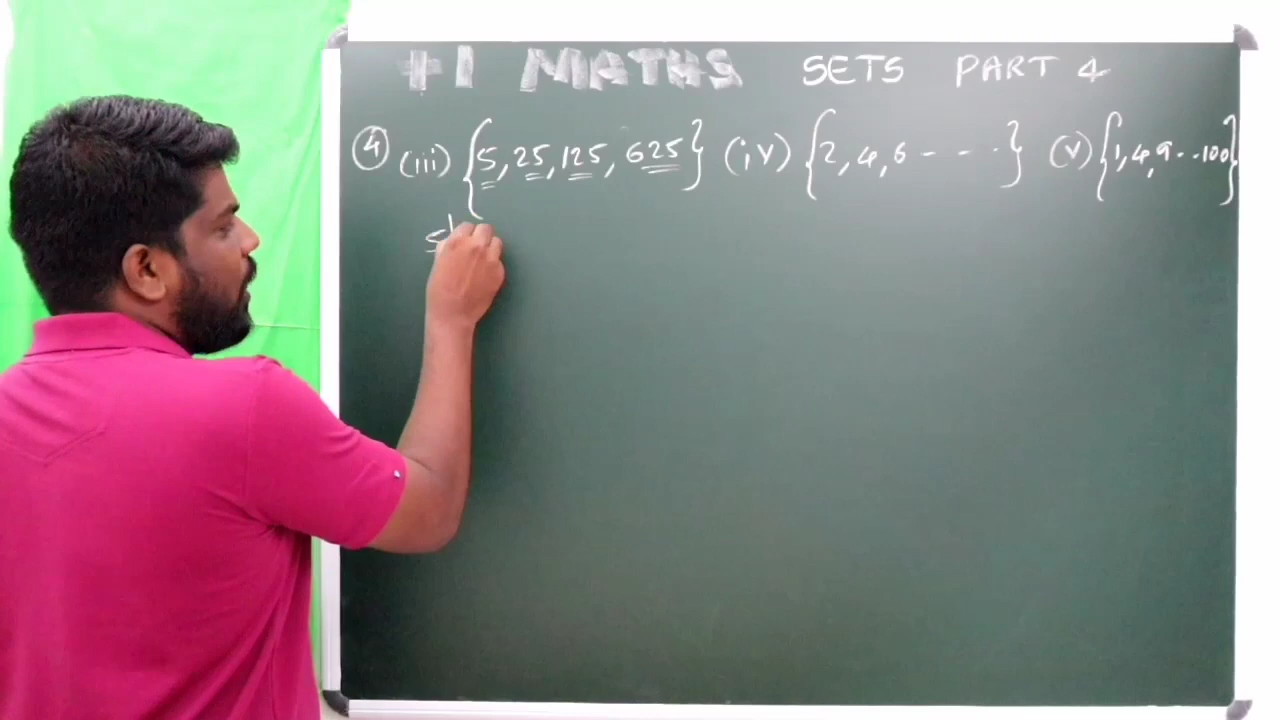 +1 MATHS SETS PART 4
④ (iii) {5, 25, 125, 625} (iv) {2, 4, 6 - - - ·} (v) {1, 4, 9 - - 100}
5¹